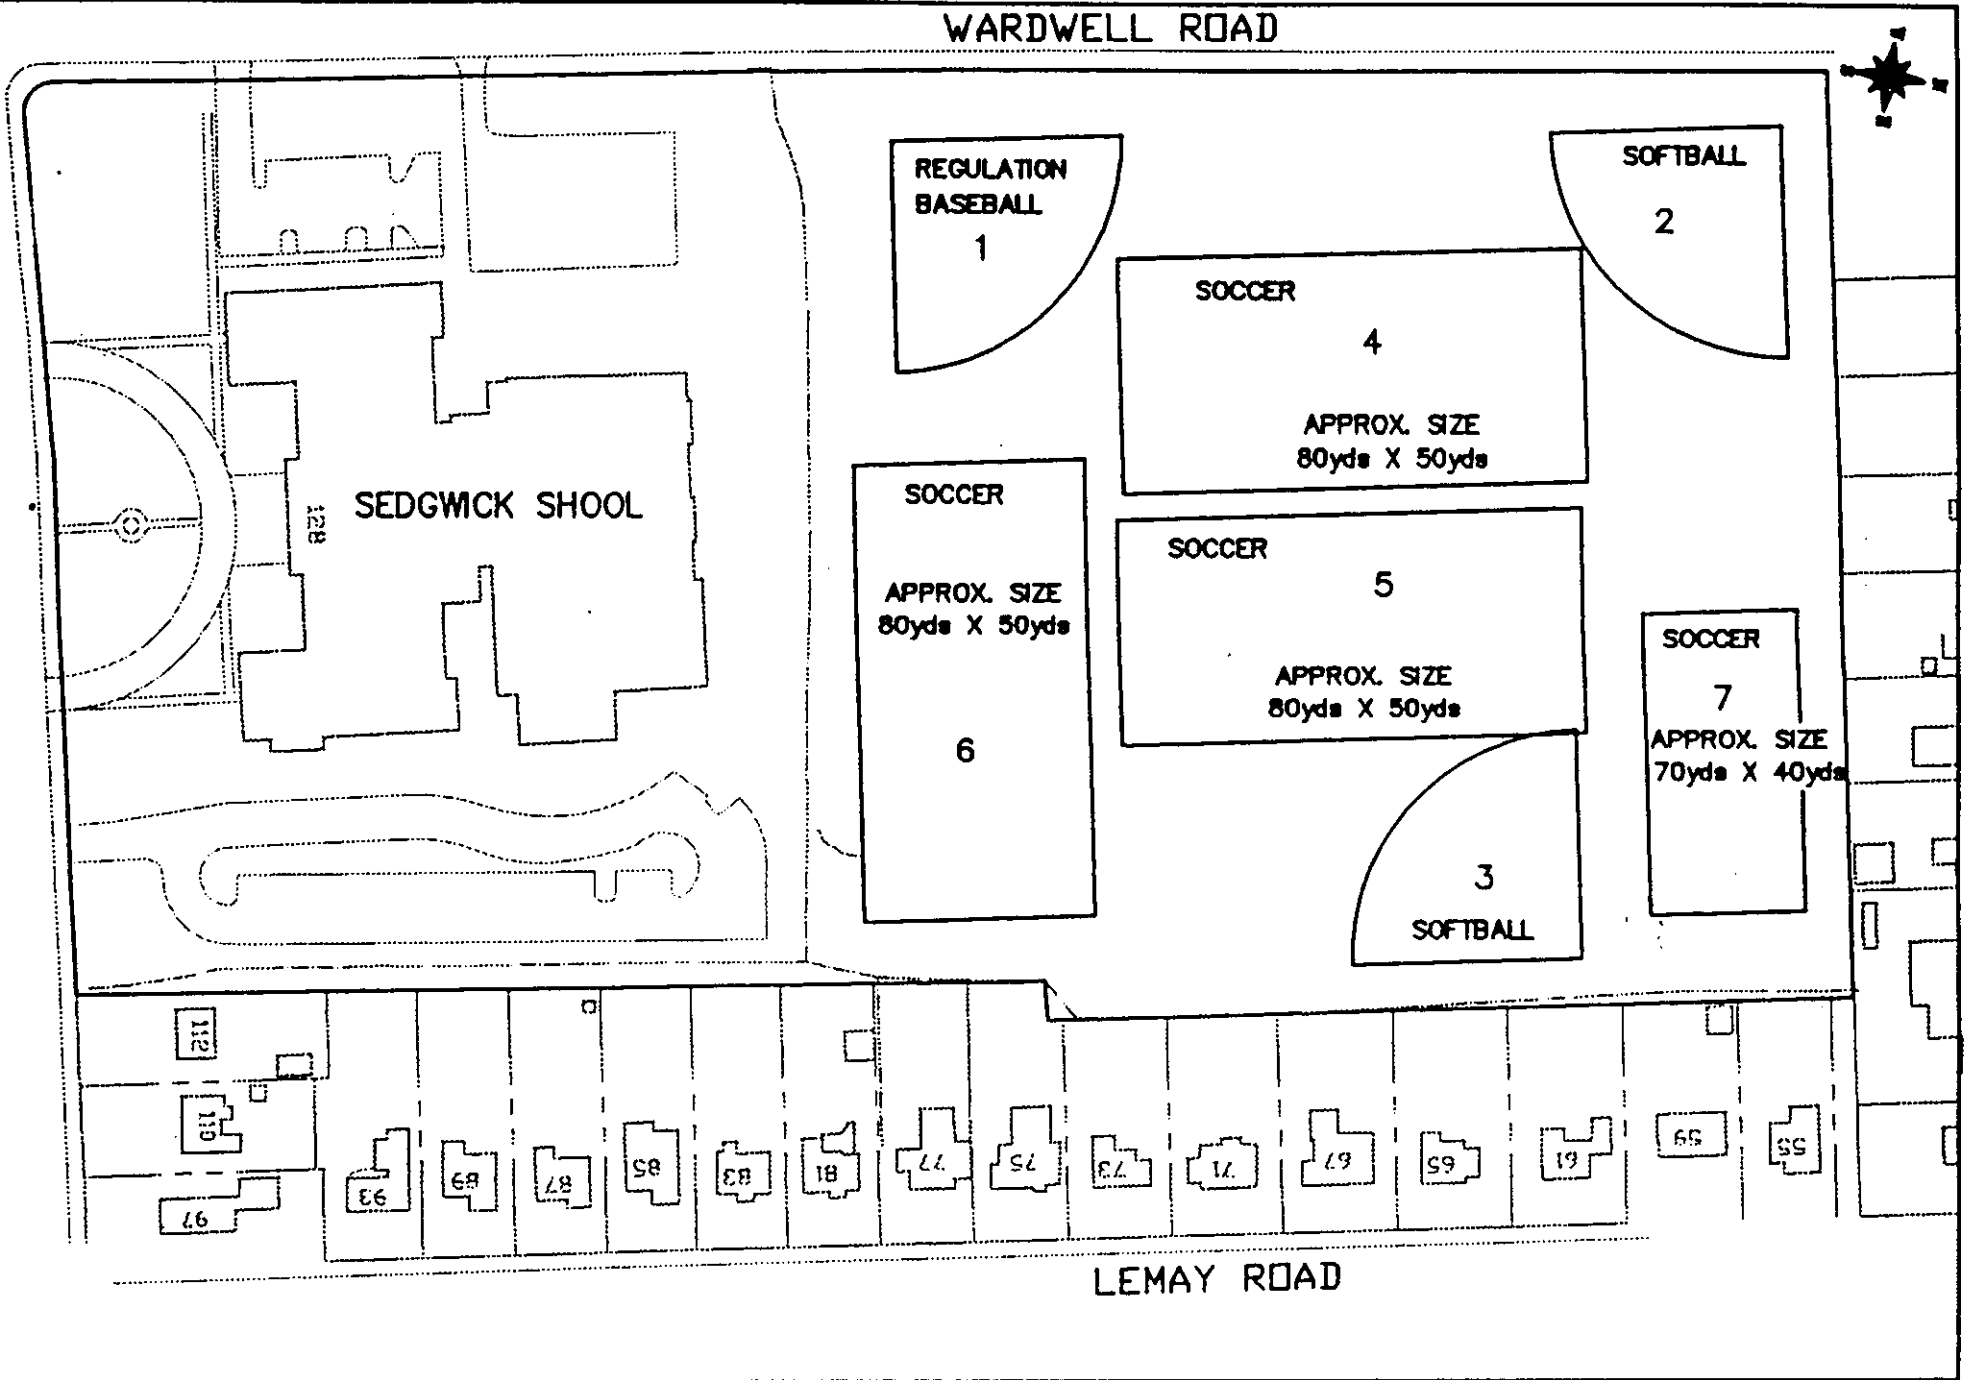 WARDWELL ROAD
REGULATION
BASEBALL
1
SOFTBALL
2
SOCCER
4
APPROX. SIZE
80yds X 50yds
SEDGWICK SHOOL
128
SOCCER
APPROX. SIZE
80yds X 50yds
6
SOCCER
5
APPROX. SIZE
80yds X 50yds
SOCCER
7
APPROX. SIZE
70yds X 40yds
3
SOFTBALL
112
110
97
93
89
87
85
83
81
77
75
73
71
67
65
61
59
55
LEMAY ROAD